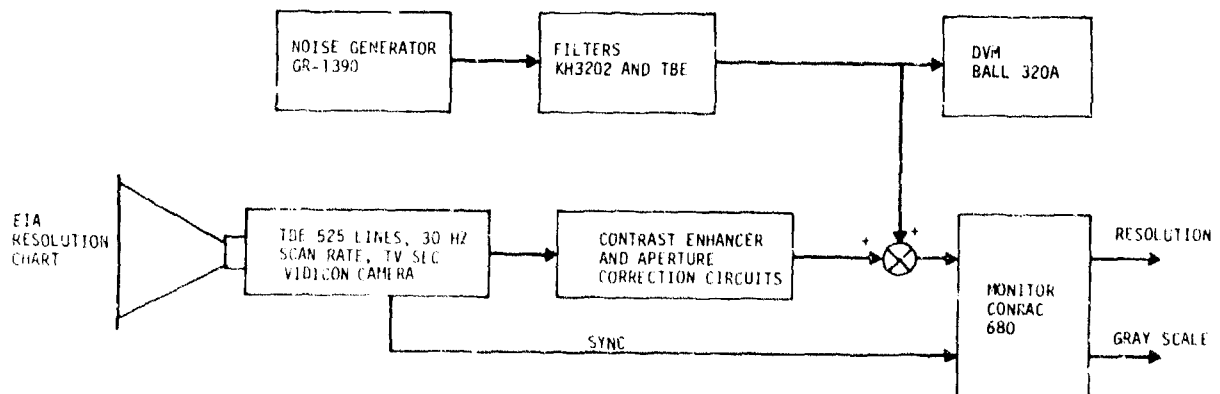 NOISE GENERATOR
GR-1390
FILTERS
KH3202 AND TBE
DVM
BALL 320A
EIA
RESOLUTION
CHART
TBE 525 LINES, 30 HZ
SCAN RATE, TV SEC
VIDICON CAMERA
CONTRAST ENHANCER
AND APERTURE
CORRECTION CIRCUITS
+
+
MONITOR
CONRAC
680
RESOLUTION
GRAY SCALE
SYNC